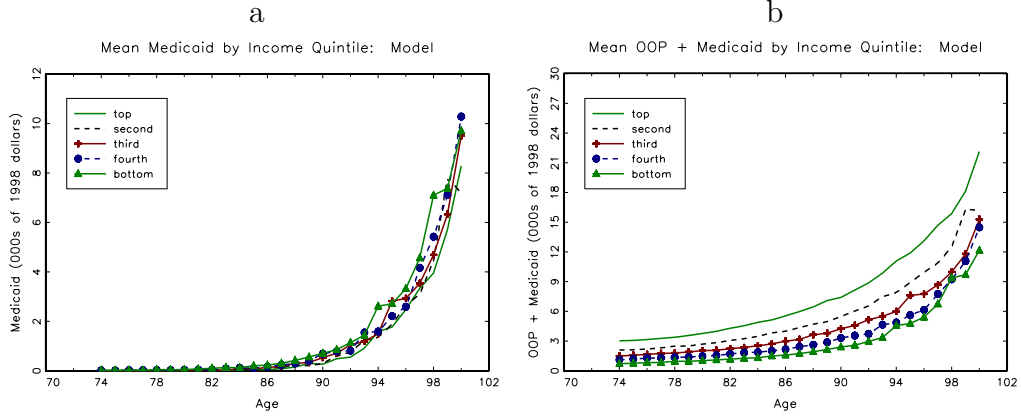 a
Mean Medicaid by Income Quintile: Model
Medicaid (000s of 1998 dollars)
12
10
8
6
4
2
0
top
second
third
fourth
bottom
70 74 78 82 86 90 94 98 102
Age
b
Mean OOP + Medicaid by Income Quintile: Model
OOP + Medicaid (000s of 1998 dollars)
30
27
24
21
18
15
12
9
6
3
0
top
second
third
fourth
bottom
70 74 78 82 86 90 94 98 102
Age